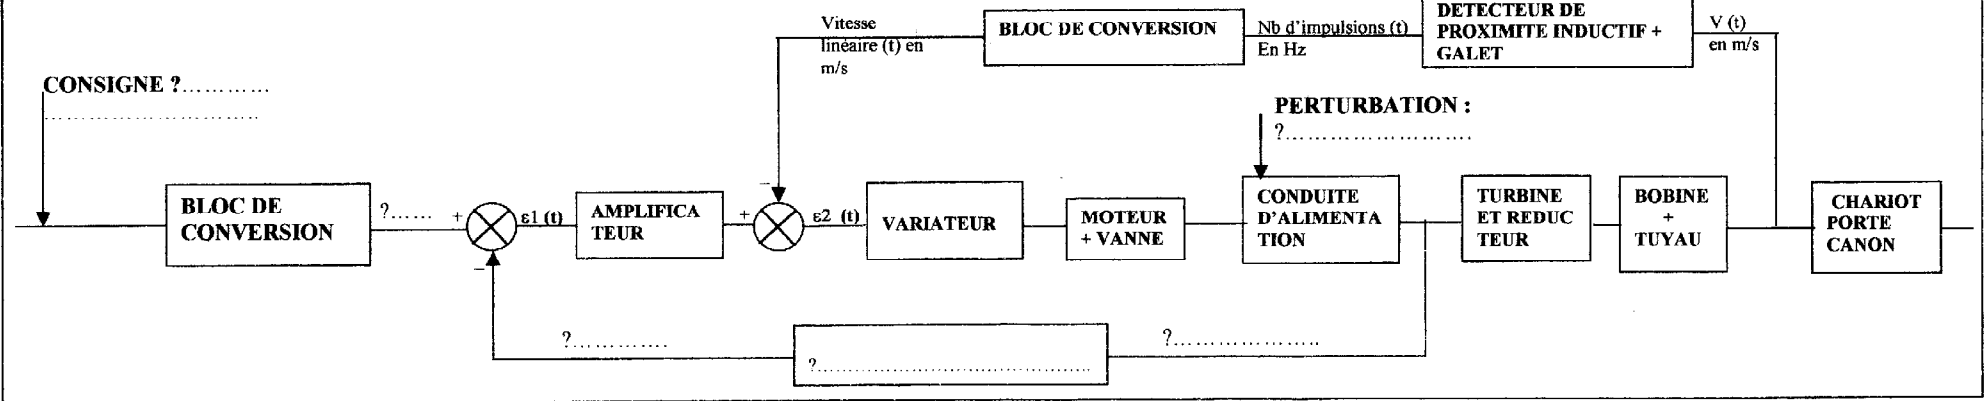 Vitesse
linéaire (t) en
m/s
BLOC DE CONVERSION
Nb d'impulsions (t)
En Hz
DETECTEUR DE
PROXIMITE INDUCTIF +
GALET
V (t)
en m/s
CONSIGNE ?…………
………………………..
PERTURBATION :
?………………….
BLOC DE
CONVERSION
?……
+
–
ε1 (t)
AMPLIFICA
TEUR
+
–
ε2 (t)
VARIATEUR
MOTEUR
+ VANNE
CONDUITE
D'ALIMENTA
TION
TURBINE
ET REDUC
TEUR
BOBINE
+
TUYAU
CHARIOT
PORTE
CANON
?………….
?…………………………………..
?………………..